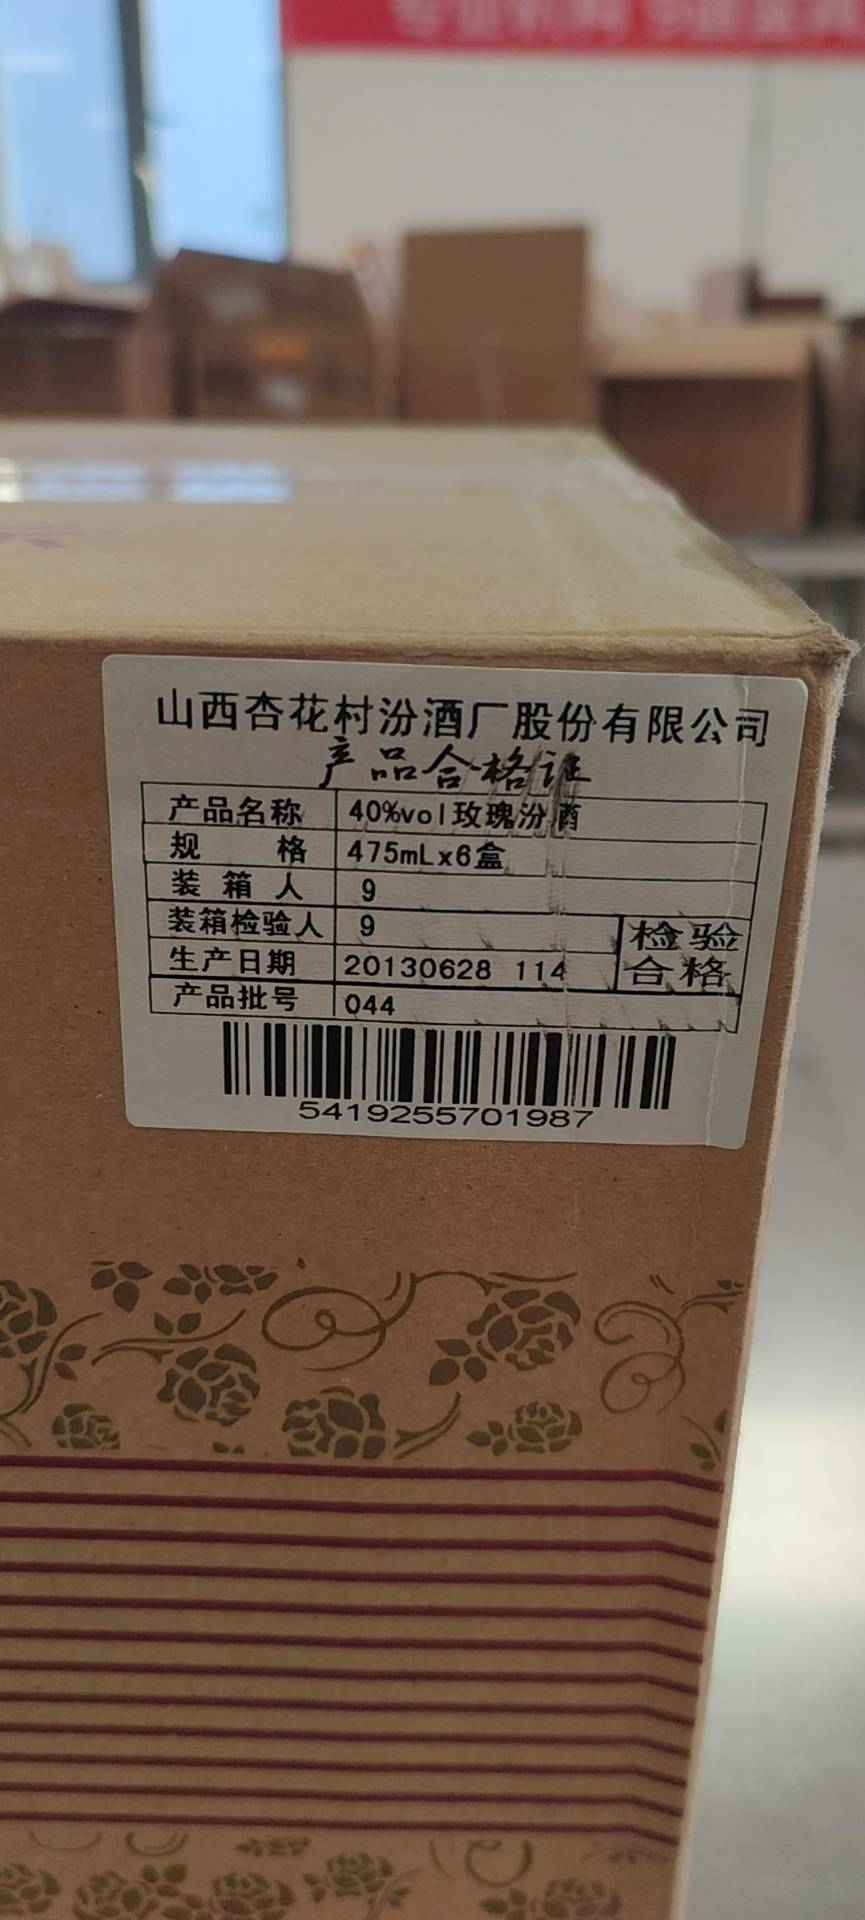 山西杏花村汾酒厂股份有限公司
产品合格证
产品名称 40%vol玫瑰汾酒
规 格 475mLx6盒
装 箱 人 9
装箱检验人 9
检验
合格
生产日期 20130628 114
产品批号 044
5419255701987